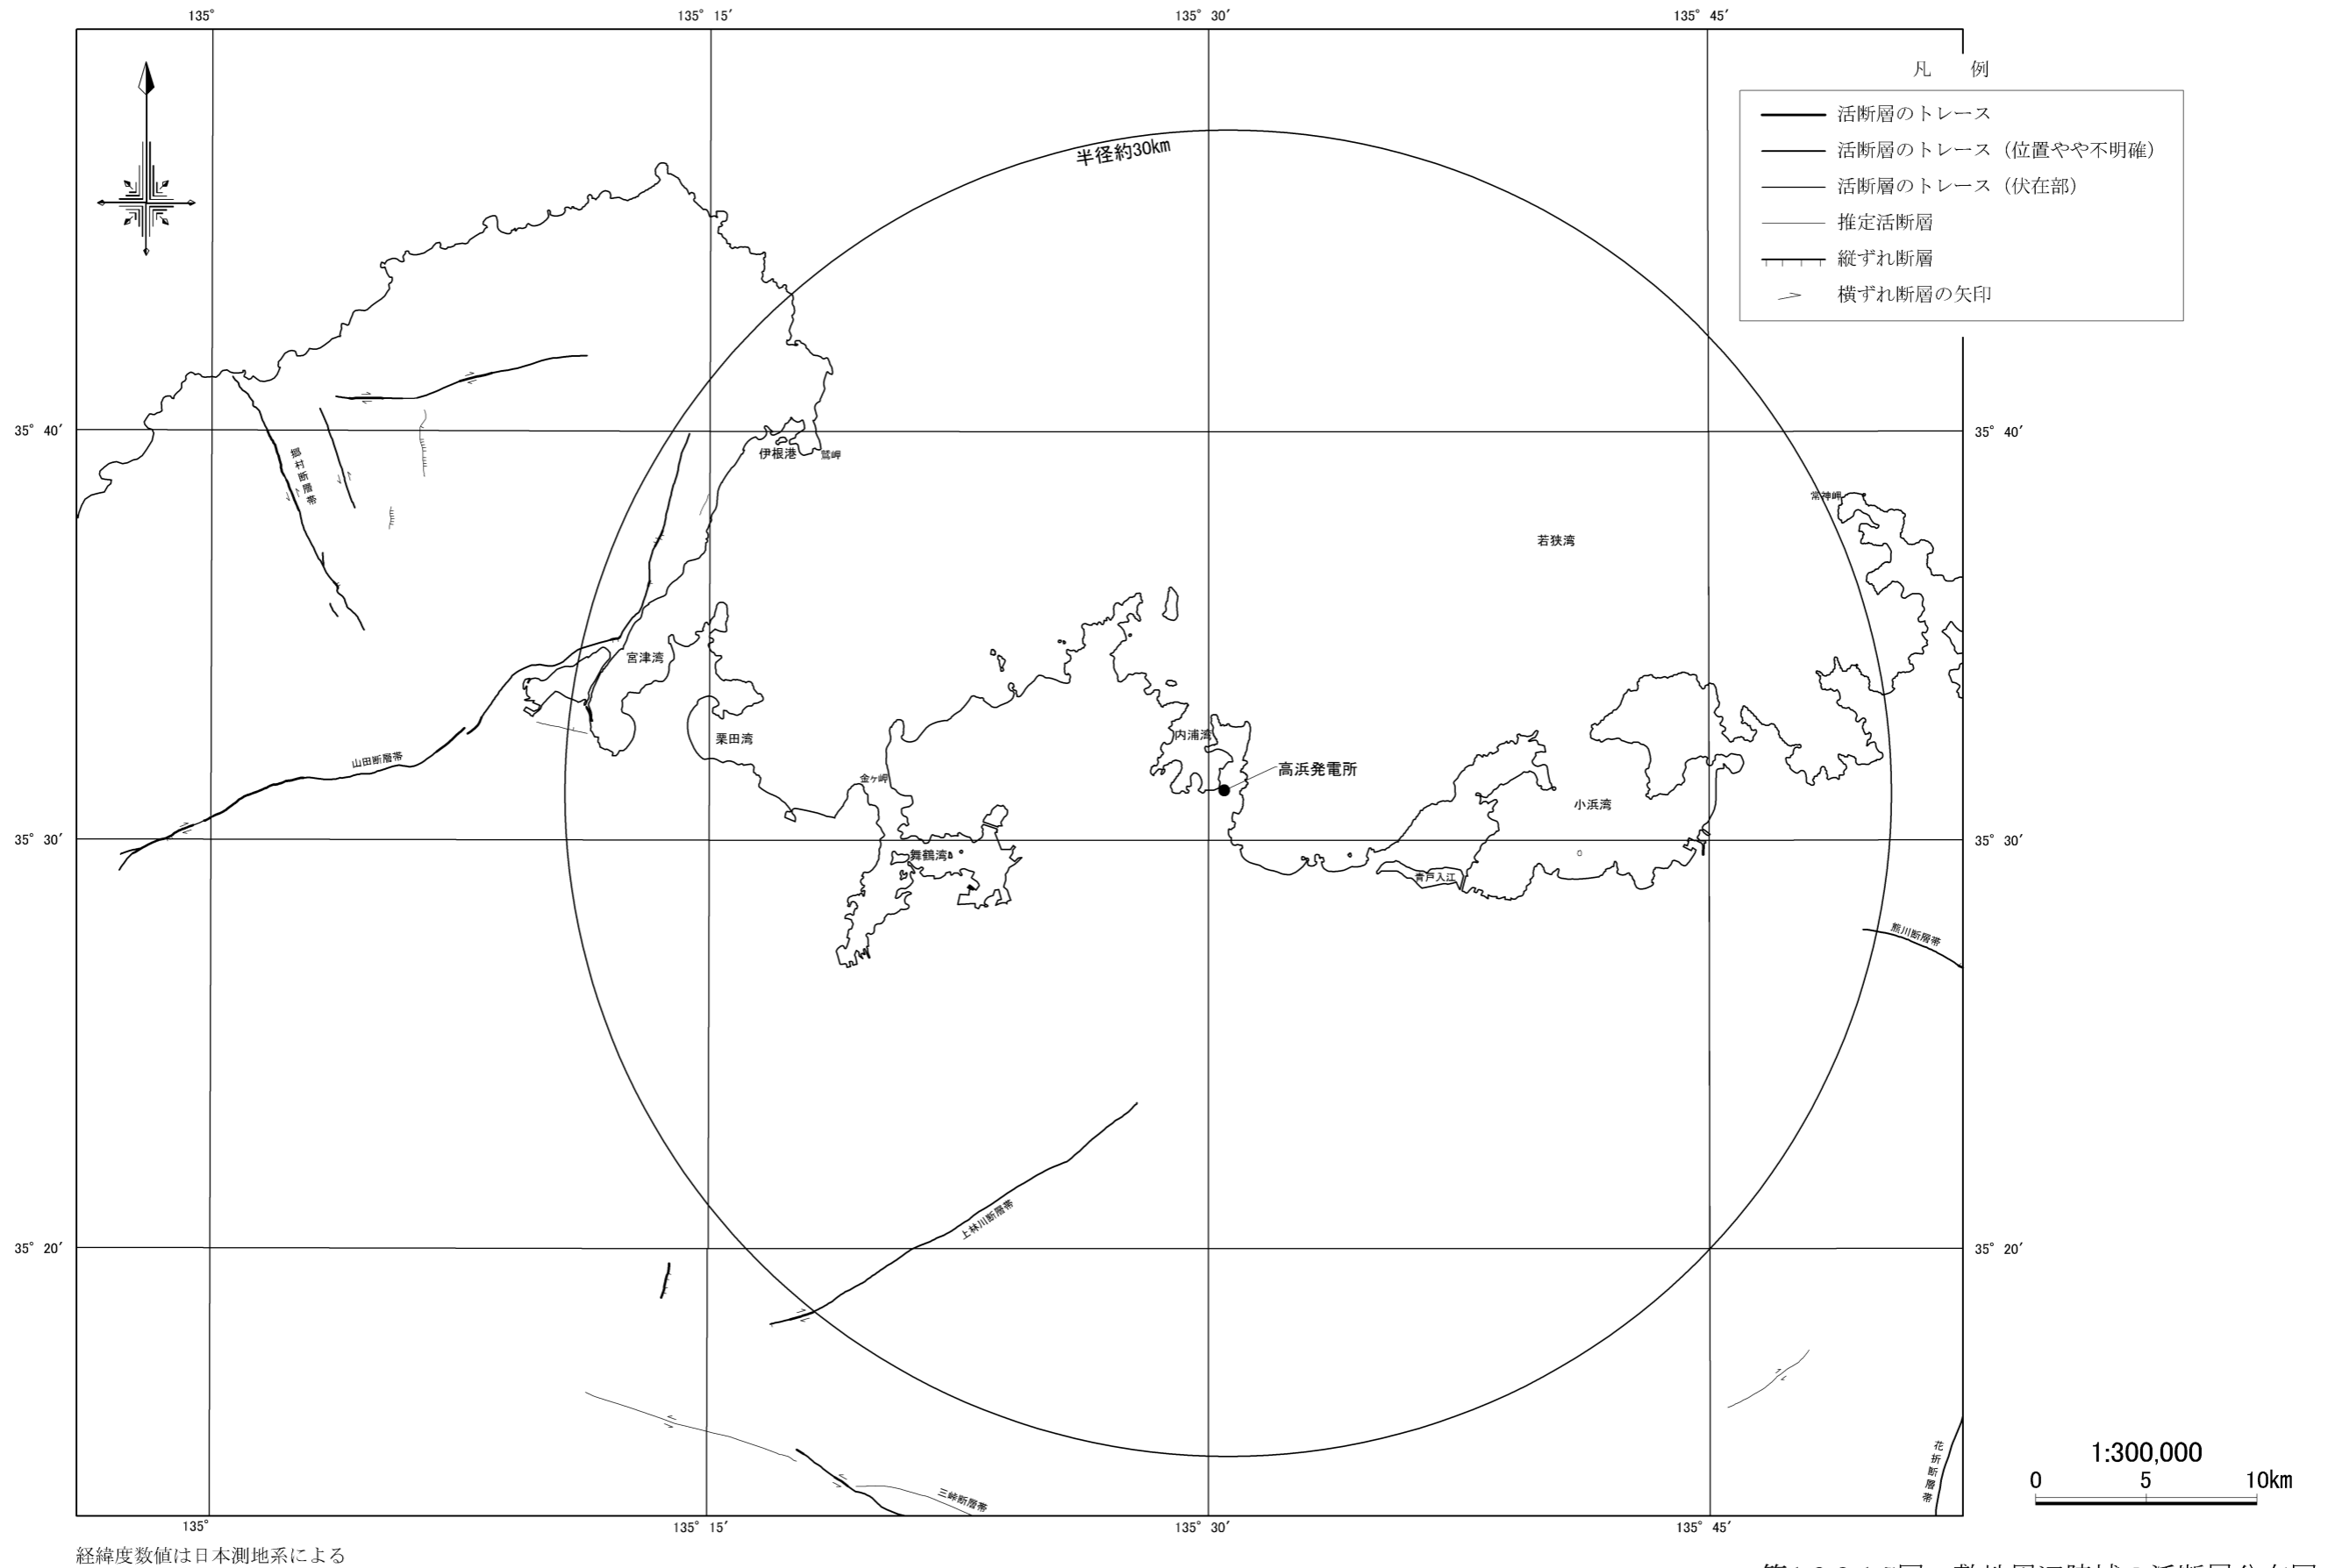 135° 135° 15′ 135° 30′ 135° 45′
凡 例
活断層のトレース
活断層のトレース（位置やや不明確）
活断層のトレース（伏在部）
推定活断層
縦ずれ断層
横ずれ断層の矢印
半径約30km
35° 40′ 35° 40′
郷村断層帯
伊根港
鷲岬
常神岬
若狭湾
宮津湾
栗田湾
内浦湾
山田断層帯
高浜発電所
金ヶ岬
小浜湾
35° 30′ 35° 30′
舞鶴湾
青戸入江
熊川断層帯
上林川断層帯
35° 20′ 35° 20′
三峠断層帯
花折断層帯
1:300,000
0 5 10km
135° 135° 15′ 135° 30′ 135° 45′
経緯度数値は日本測地系による